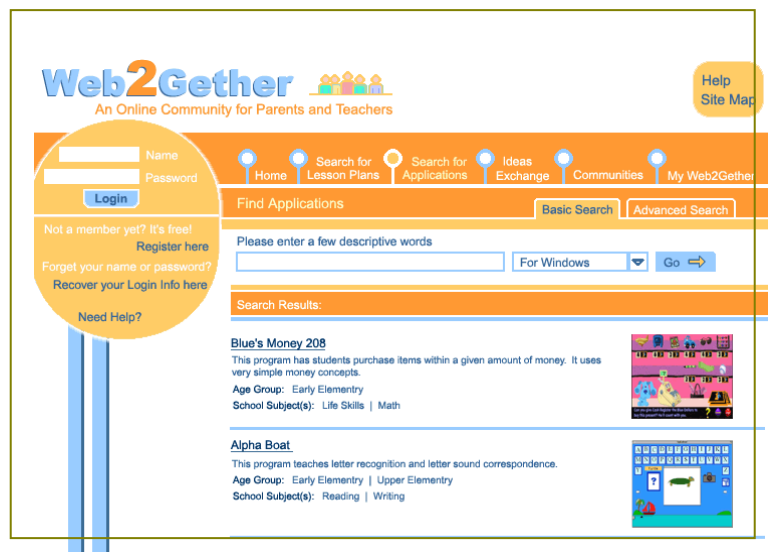 Web2Gether
An Online Community for Parents and Teachers
Help
Site Map
Name
Password
Login
Not a member yet? It's free!
Register here
Forget your name or password?
Recover your Login Info here
Need Help?
Home
Search for
Lesson Plans
Search for
Applications
Ideas
Exchange
Communities
My Web2Gether
Find Applications
Basic Search
Advanced Search
Please enter a few descriptive words
For Windows
Go
Search Results:
Blue's Money 208
This program has students purchase items within a given amount of money. It uses
very simple money concepts.
Age Group: Early Elementry
School Subject(s): Life Skills | Math
Alpha Boat
This program teaches letter recognition and letter sound correspondence.
Age Group: Early Elementry | Upper Elementry
School Subject(s): Reading | Writing